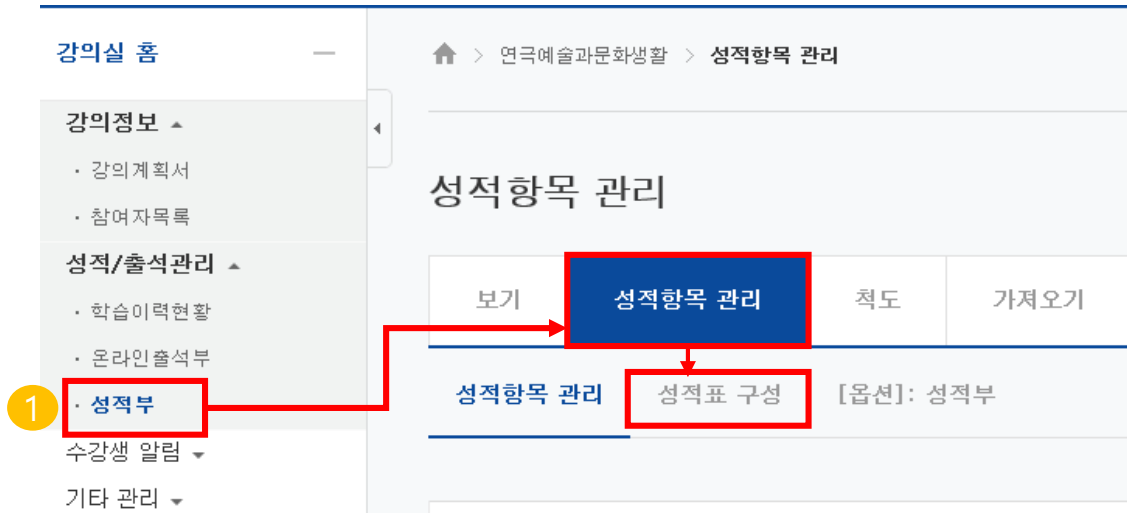 강의실 홈
강의정보
· 강의계획서
· 참여자목록
성적/출석관리
· 학습이력현황
· 온라인출석부
1
· 성적부
수강생 알림
기타 관리
> 연극예술과문화생활 > 성적항목 관리
성적항목 관리
보기 성적항목 관리 척도 가져오기
성적항목 관리 성적표 구성 [옵션]: 성적부